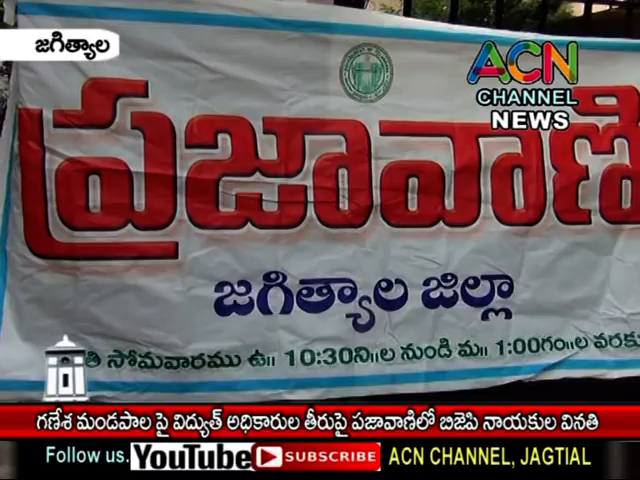 జగిత్యాల
ACN
CHANNEL
NEWS
ప్రజావాణి
జగిత్యాల జిల్లా
తి సోమవారము ఉ॥ 10:30ని॥ల నుండి మ॥ 1:00గం॥ల వరకు
గణేశ మండపాల పై విద్యుత్ అధికారుల తీరుపై పజావాణిలో బిజెపి నాయకుల వినతి
Follow us. YouTube SUBSCRIBE ACN CHANNEL, JAGTIAL